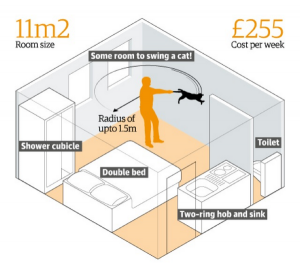 11m2
Room size
£255
Cost per week
Some room to swing a cat!
Radius of
upto 1.5m
Shower cubicle
Toilet
Double bed
Two-ring hob and sink